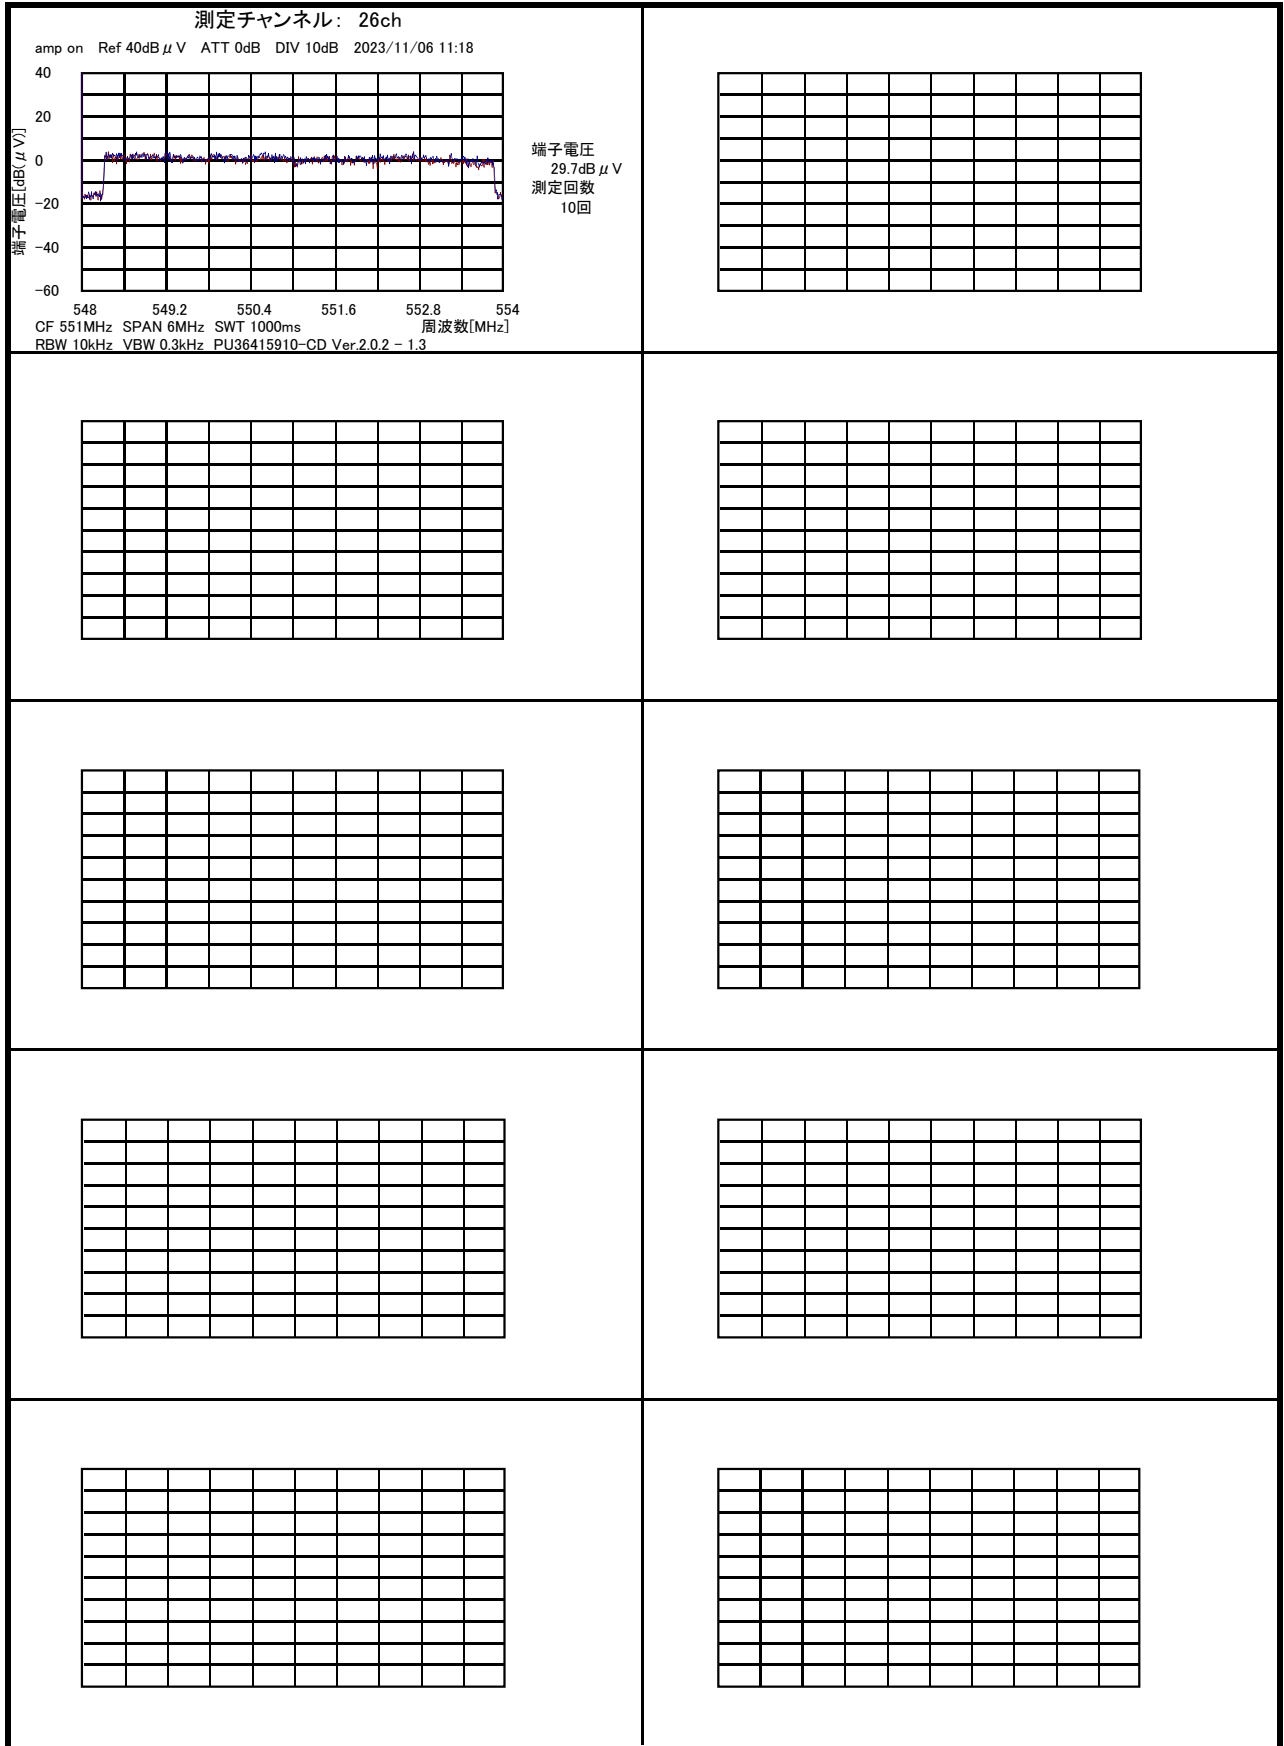 測定チャンネル： 26ch
amp on Ref 40dBμV ATT 0dB DIV 10dB 2023/11/06 11:18
40
20
0
−20
−40
−60
端子電圧[dB(μV)]
端子電圧
29.7dBμV
測定回数
10回
548 549.2 550.4 551.6 552.8 554
CF 551MHz SPAN 6MHz SWT 1000ms 周波数[MHz]
RBW 10kHz VBW 0.3kHz PU36415910-CD Ver.2.0.2 − 1.3